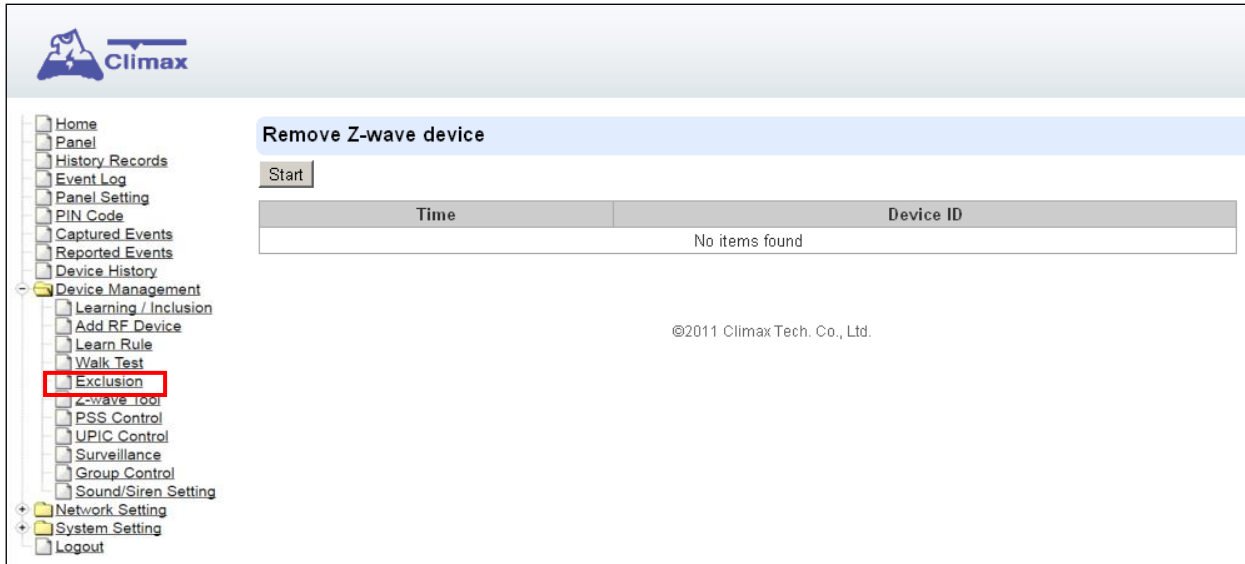 Climax
Home
Panel
History Records
Event Log
Panel Setting
PIN Code
Captured Events
Reported Events
Device History
Device Management
Learning / Inclusion
Add RF Device
Learn Rule
Walk Test
Exclusion
Z-wave Tool
PSS Control
UPIC Control
Surveillance
Group Control
Sound/Siren Setting
Network Setting
System Setting
Logout
Remove Z-wave device
Start
Time Device ID
No items found
©2011 Climax Tech. Co., Ltd.